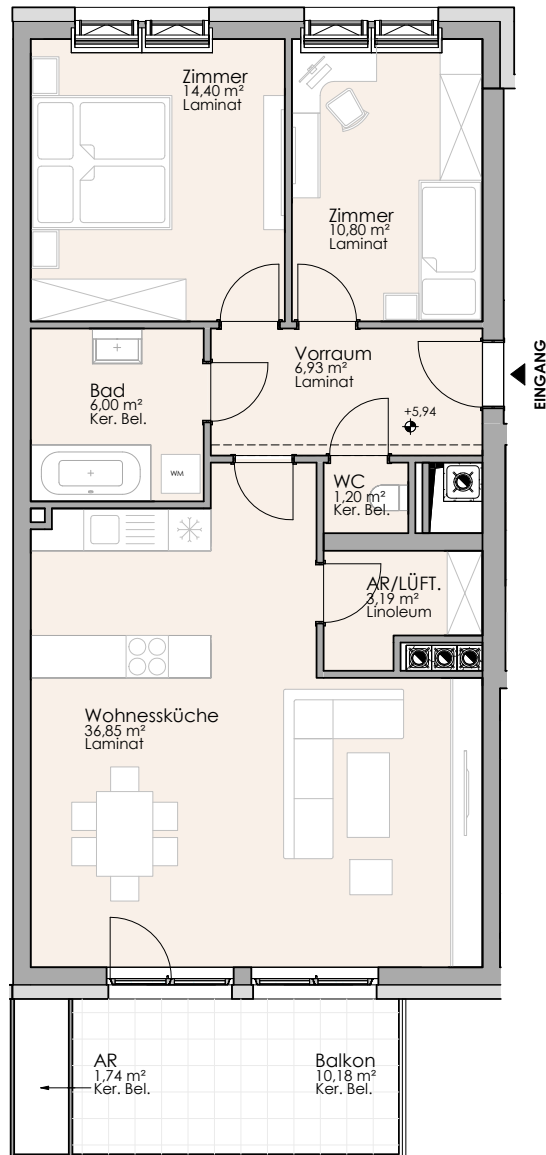 Zimmer
14,40 m²
Laminat
Zimmer
10,80 m²
Laminat
Vorraum
6,93 m²
Laminat
EINGANG
+5,94
Bad
6,00 m²
Ker. Bel.
WM
WC
1,20 m²
Ker. Bel.
AR/LÜFT.
3,19 m²
Linoleum
Wohnessküche
36,85 m²
Laminat
AR
1,74 m²
Ker. Bel.
Balkon
10,18 m²
Ker. Bel.